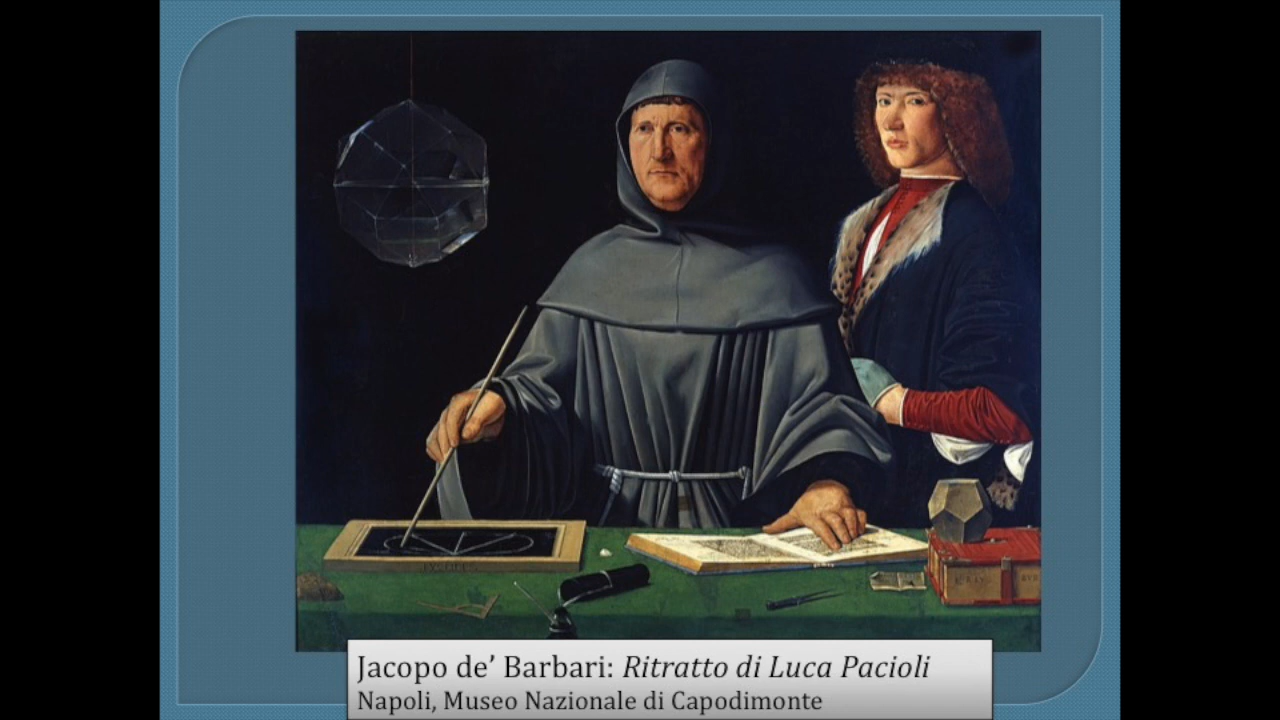 Jacopo de’ Barbari: Ritratto di Luca Pacioli
Napoli, Museo Nazionale di Capodimonte